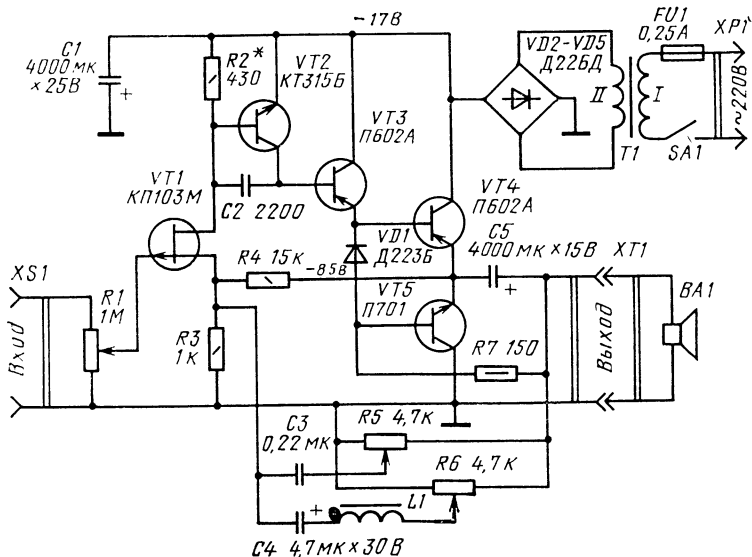 -17В
C1
4000 мк
×25В
+
R2*
430
VT2
КТ315Б
VT3
П602А
VD2-VD5
Д226Д
FU1
0,25А
XP1
II
I
~220В
T1
SA1
VT1
КП103М
C2 2200
VT4
П602А
C5
4000 мк ×15В
XT1
VD1
Д223Б
R4 15к
-8,5в
+
XS1
R1
1М
VT5
П701
BA1
Вход
R3
1к
R7 150
Выход
C3
0,22 мк
R5 4,7к
R6 4,7к
+
L1
C4 4,7мк×30В